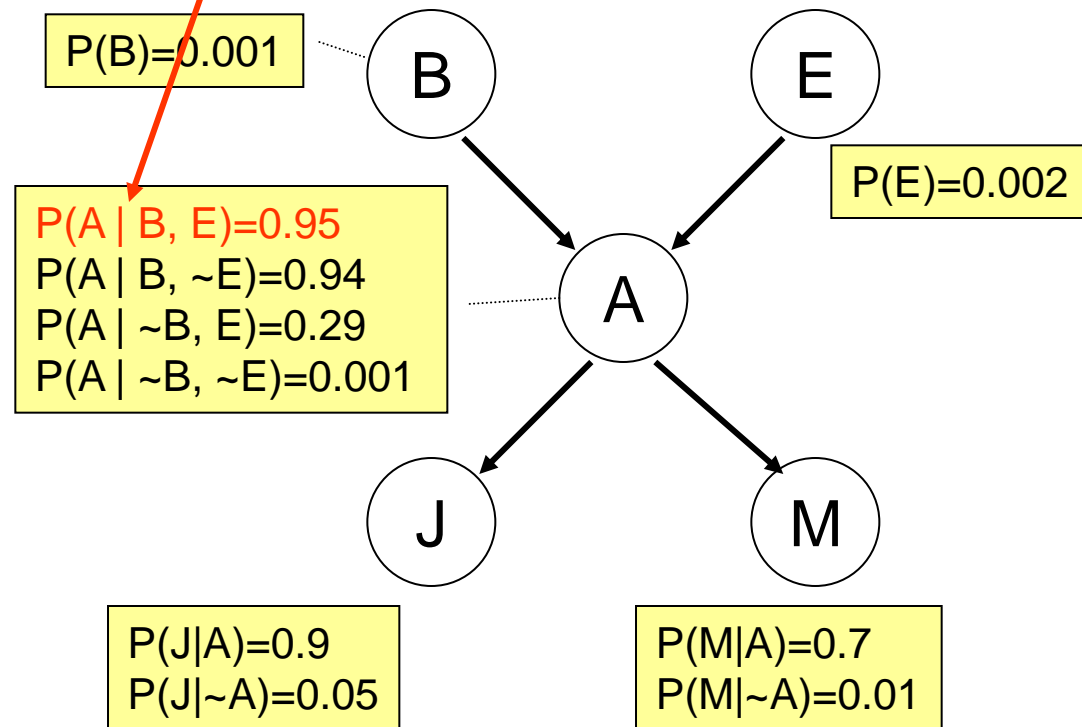 P(B)=0.001
B
E
P(E)=0.002
P(A | B, E)=0.95
P(A | B, ~E)=0.94
P(A | ~B, E)=0.29
P(A | ~B, ~E)=0.001
A
J
M
P(J|A)=0.9
P(J|~A)=0.05
P(M|A)=0.7
P(M|~A)=0.01